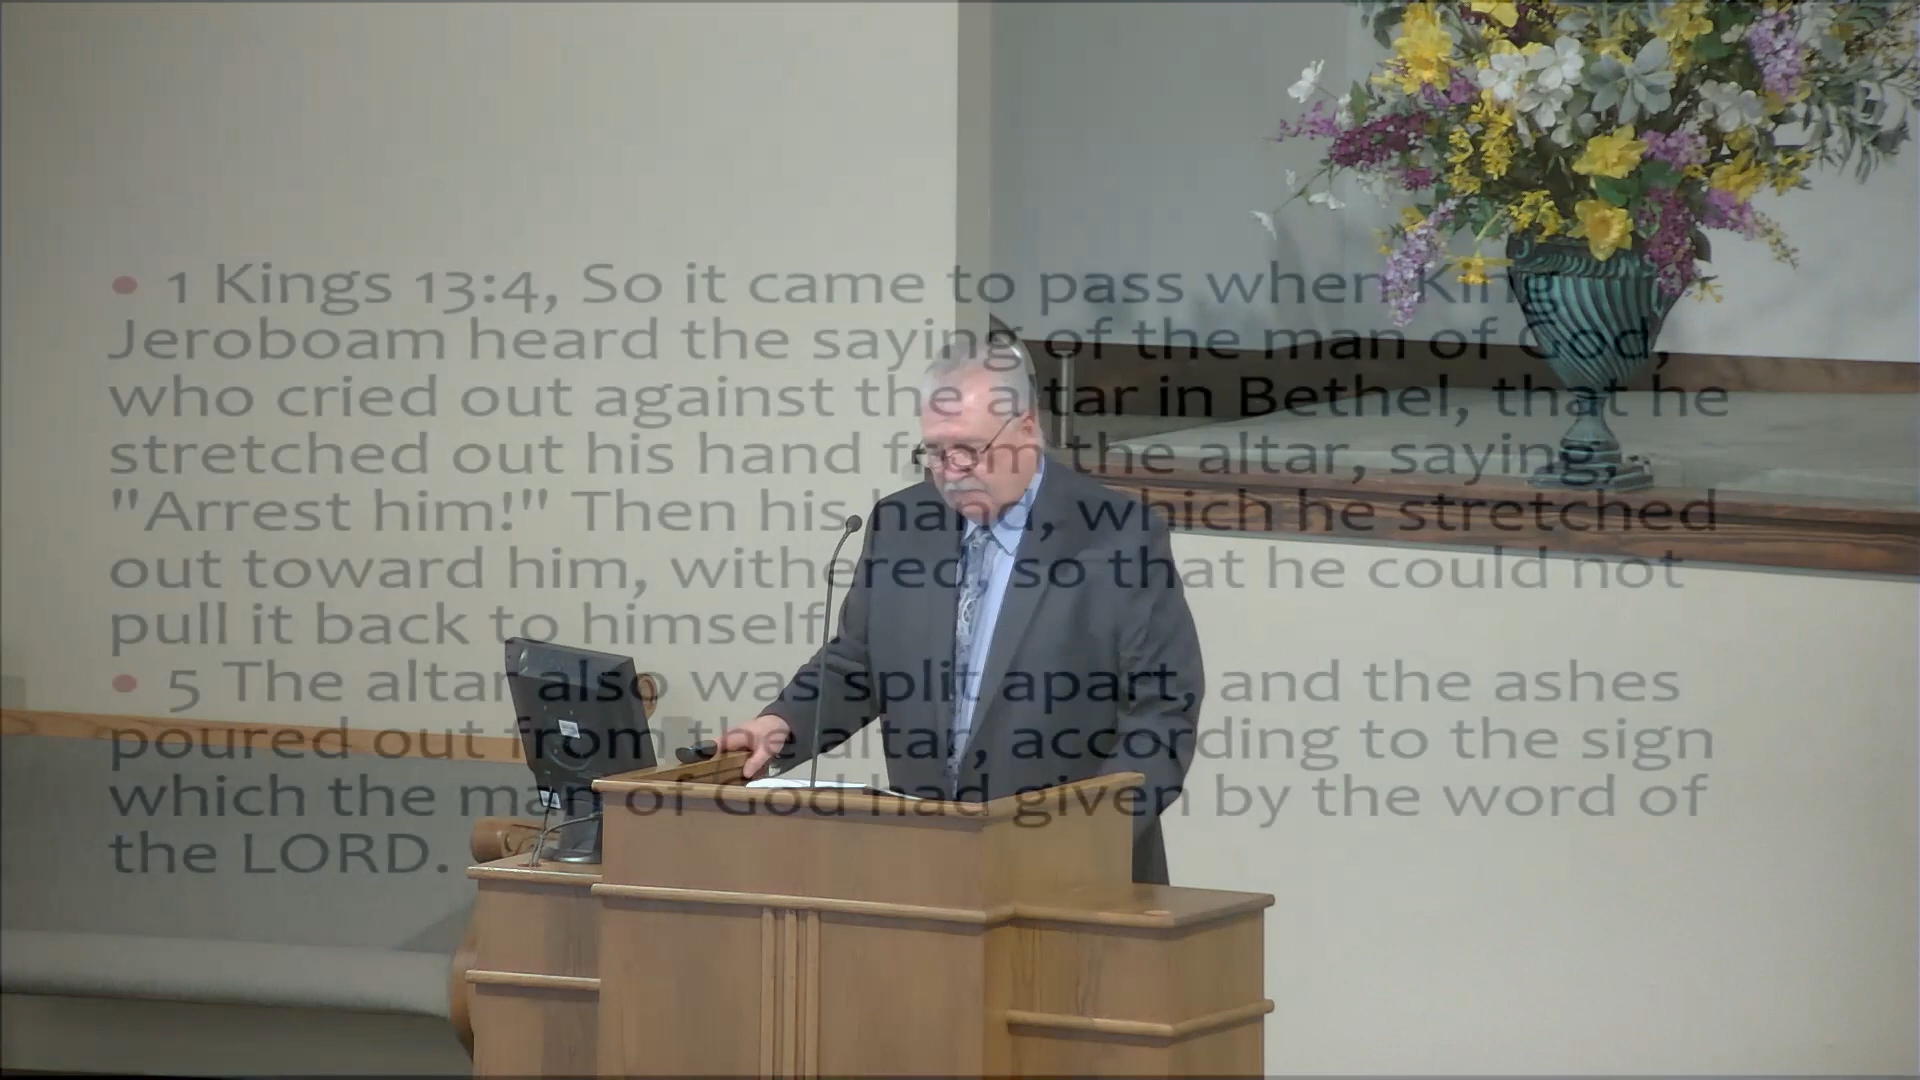 • 1 Kings 13:4, So it came to pass when King
Jeroboam heard the saying of the man of God,
who cried out against the altar in Bethel, that he
stretched out his hand from the altar, saying,
"Arrest him!" Then his hand, which he stretched
out toward him, withered, so that he could not
pull it back to himself.
• 5 The altar also was split apart, and the ashes
poured out from the altar, according to the sign
which the man of God had given by the word of
the LORD.